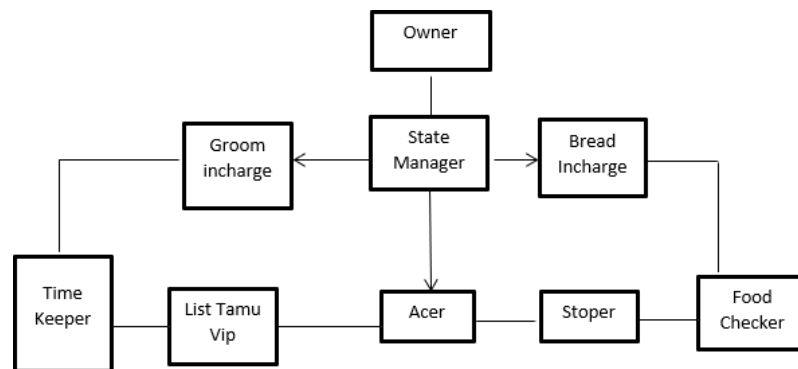 Owner
Groom
incharge
State
Manager
Bread
Incharge
Time
Keeper
List Tamu
Vip
Acer
Stoper
Food
Checker